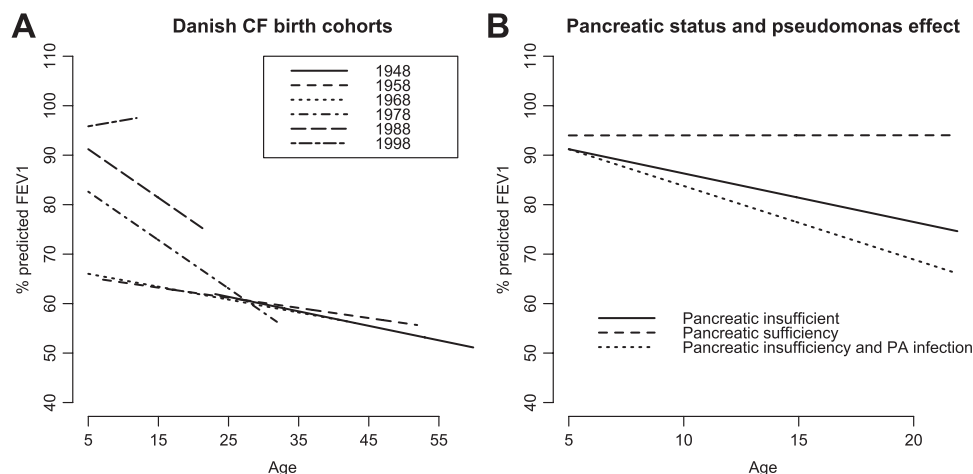 A Danish CF birth cohorts
110
100
90
80
70
60
50
40
% predicted FEV1
1948
1958
1968
1978
1988
1998
5 15 25 35 45 55
Age
B Pancreatic status and pseudomonas effect
110
100
90
80
70
60
50
40
% predicted FEV1
Pancreatic insufficient
Pancreatic sufficiency
Pancreatic insufficiency and PA infection
5 10 15 20
Age